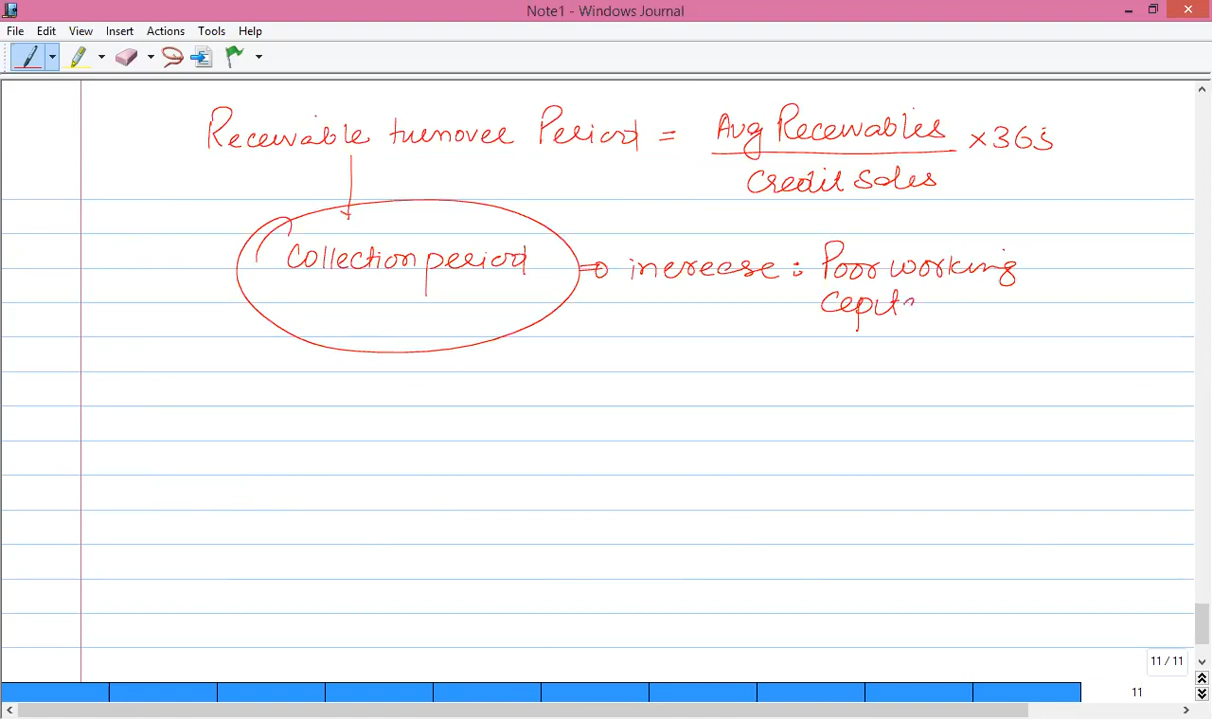 Note1 - Windows Journal
File Edit View Insert Actions Tools Help
Receivable turnover Period = Avg Receivables ×365
Credit Sales
Collection period ⇒ increase : Poor working
Capit
11 / 11
11